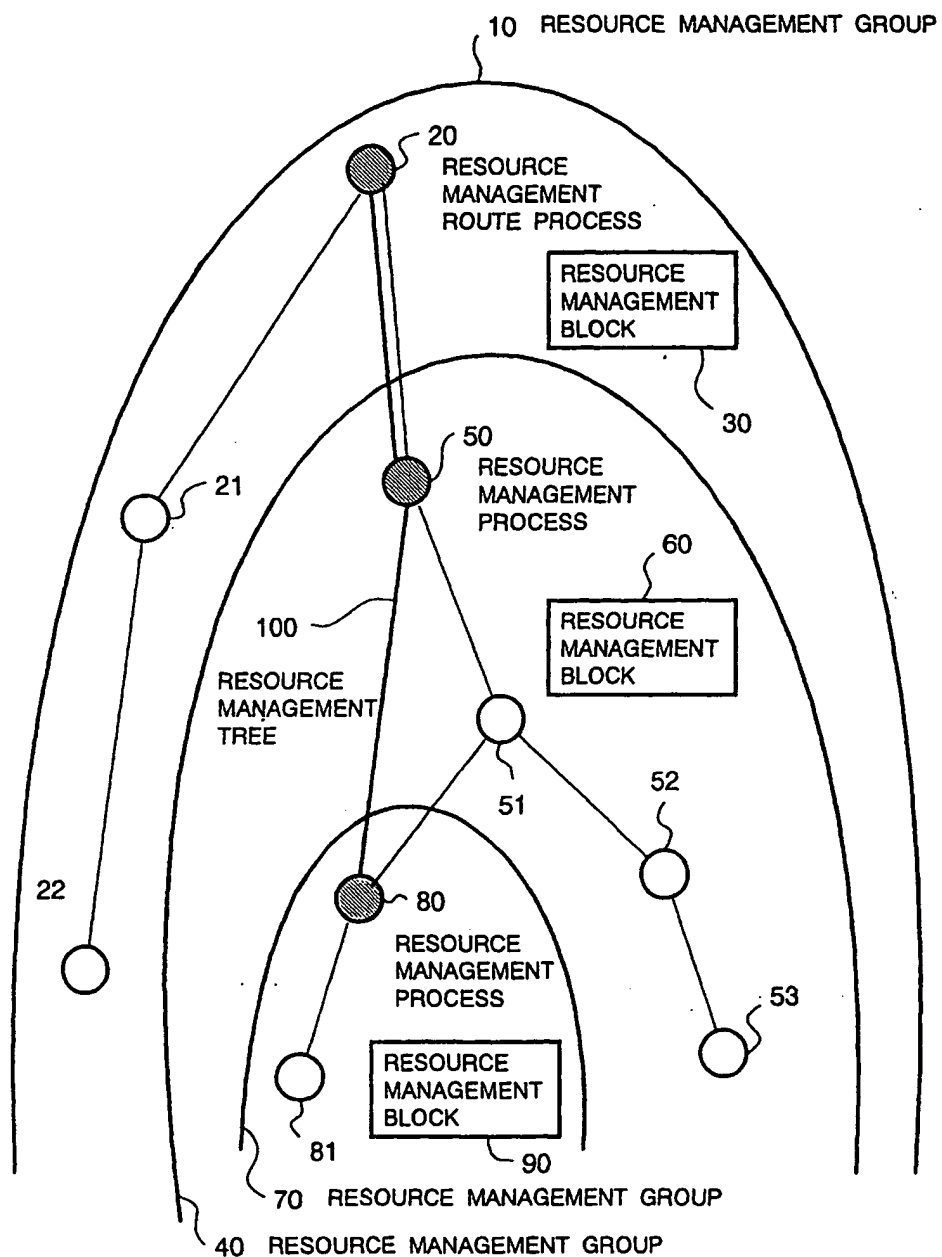 10 RESOURCE MANAGEMENT GROUP
20
RESOURCE
MANAGEMENT
ROUTE PROCESS
RESOURCE
MANAGEMENT
BLOCK
30
50
RESOURCE
MANAGEMENT
PROCESS
21
60
RESOURCE
MANAGEMENT
BLOCK
100
RESOURCE
MANAGEMENT
TREE
51
52
22
80
RESOURCE
MANAGEMENT
PROCESS
53
RESOURCE
MANAGEMENT
BLOCK
81
90
70 RESOURCE MANAGEMENT GROUP
40 RESOURCE MANAGEMENT GROUP